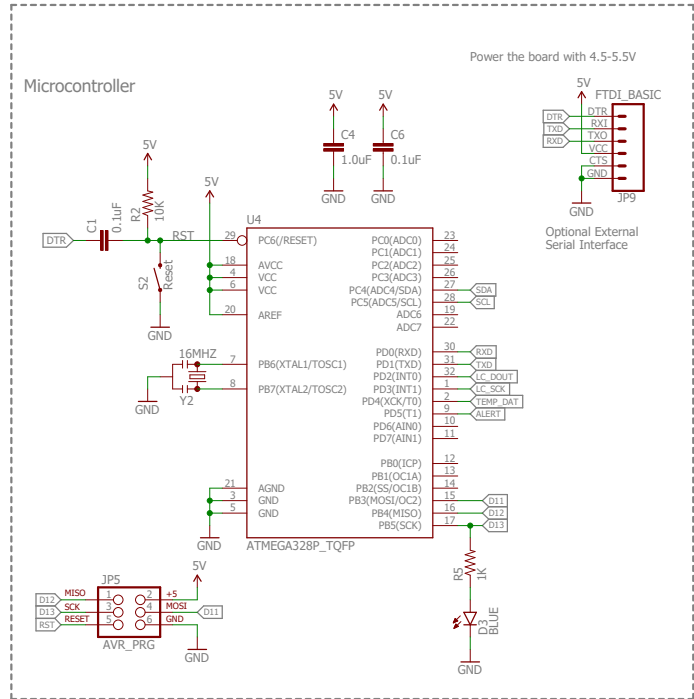 Power the board with 4.5-5.5V
Microcontroller
5V
5V
5V
FTDI_BASIC
DTR
DTR
TXD
RXI
RXD
TXO
VCC
CTS
GND
GND
JP9
Optional External
Serial Interface
C4
1.0uF
GND
C6
0.1uF
GND
5V
5V
R2
10K
C1
0.1uF
DTR
RST
S2
Reset
GND
U4
29 PC6(/RESET)
18 AVCC
4 VCC
6 VCC
20 AREF
16MHZ
7 PB6(XTAL1/TOSC1)
8 PB7(XTAL2/TOSC2)
Y2
GND
21 AGND
3 GND
5 GND
GND
ATMEGA328P_TQFP
PC0(ADC0) 23
PC1(ADC1) 24
PC2(ADC2) 25
PC3(ADC3) 26
PC4(ADC4/SDA) 27 SDA
PC5(ADC5/SCL) 28 SCL
ADC6 19
ADC7 22
PD0(RXD) 30 RXD
PD1(TXD) 31 TXD
PD2(INT0) 32 LC_DOUT
PD3(INT1) 1 LC_SCK
PD4(XCK/T0) 2 TEMP_DAT
PD5(T1) 9 ALERT
PD6(AIN0) 10
PD7(AIN1) 11
PB0(ICP) 12
PB1(OC1A) 13
PB2(SS/OC1B) 14
PB3(MOSI/OC2) 15 D11
PB4(MISO) 16 D12
PB5(SCK) 17 D13
R5
1K
D3
BLUE
GND
JP5
5V
D12 MISO 1 2 +5
D13 SCK 3 4 MOSI D11
RST RESET 5 6 GND
AVR_PRG
GND